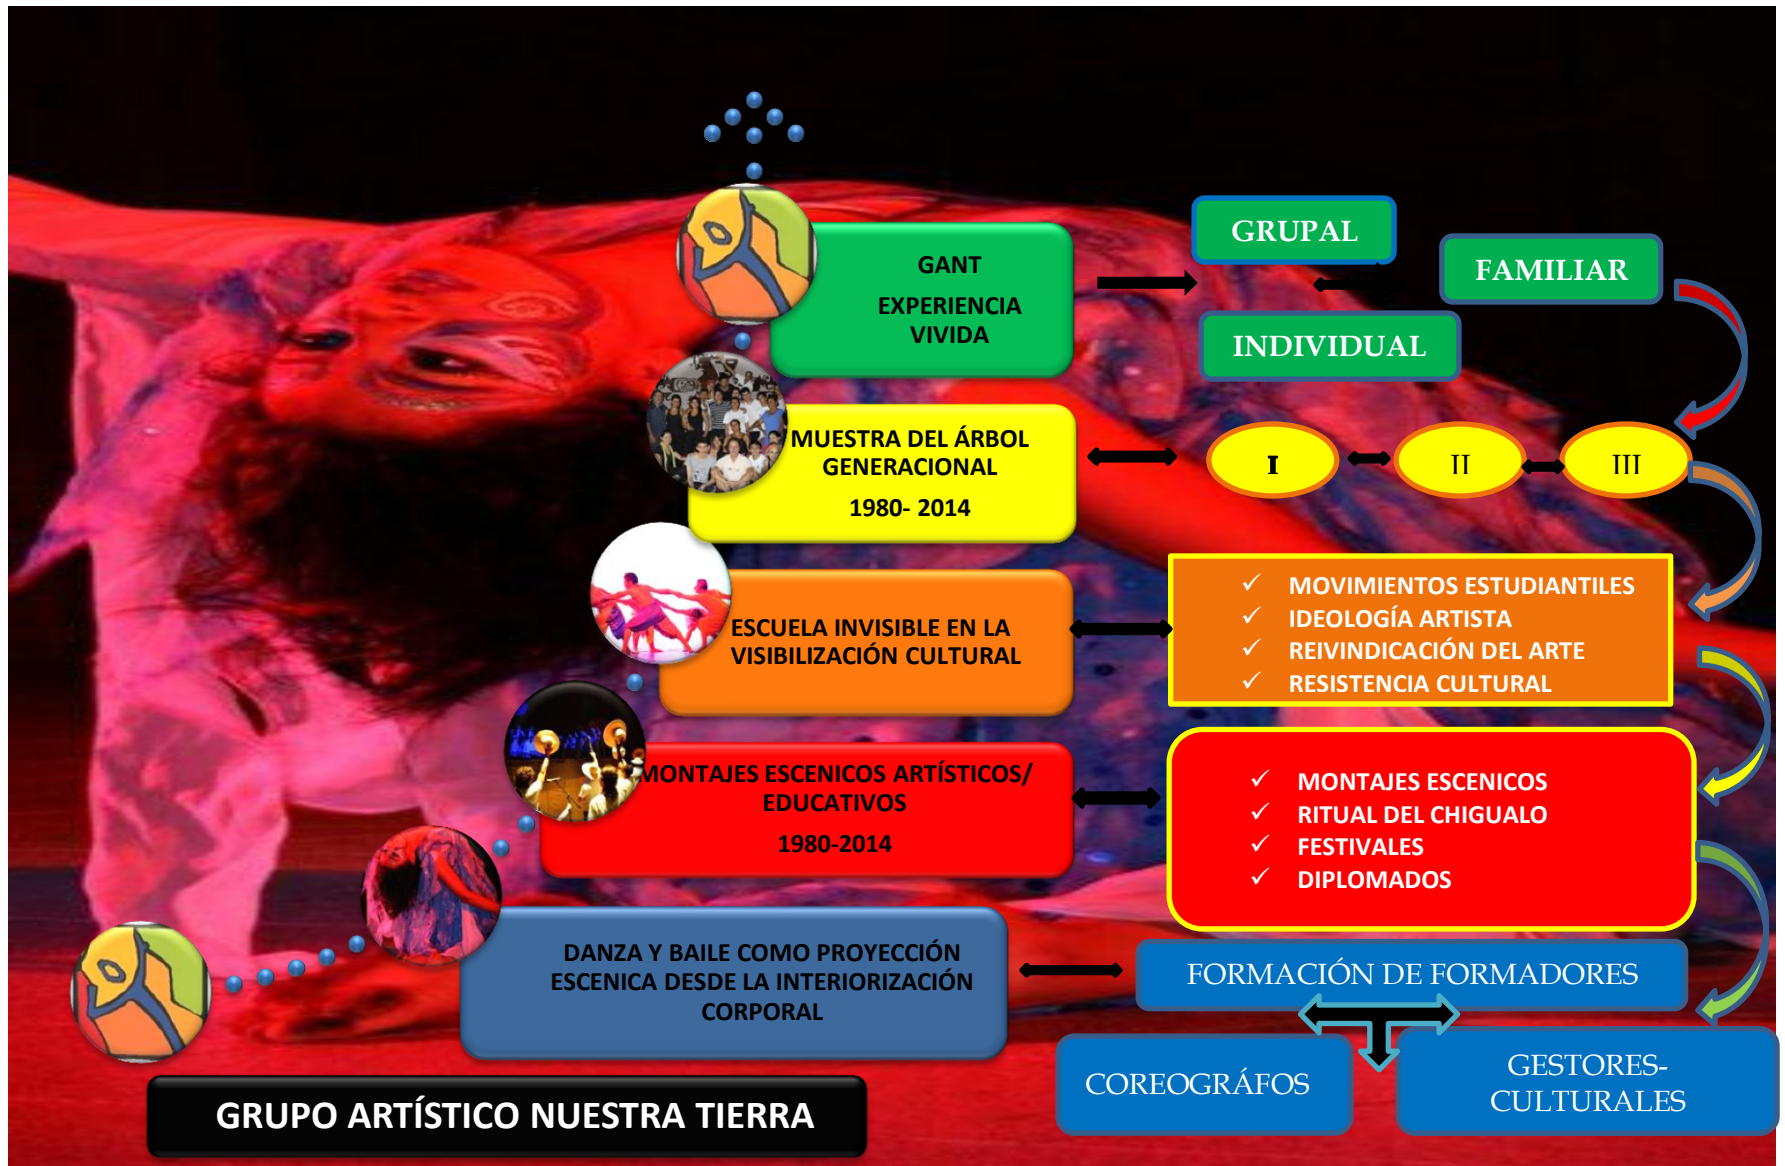 GANT
EXPERIENCIA
VIVIDA
GRUPAL
FAMILIAR
INDIVIDUAL
MUESTRA DEL ÁRBOL
GENERACIONAL
1980- 2014
I
II
III
ESCUELA INVISIBLE EN LA
VISIBILIZACIÓN CULTURAL
✓ MOVIMIENTOS ESTUDIANTILES
✓ IDEOLOGÍA ARTISTA
✓ REIVINDICACIÓN DEL ARTE
✓ RESISTENCIA CULTURAL
MONTAJES ESCENICOS ARTÍSTICOS/
EDUCATIVOS
1980-2014
✓ MONTAJES ESCENICOS
✓ RITUAL DEL CHIGUALO
✓ FESTIVALES
✓ DIPLOMADOS
DANZA Y BAILE COMO PROYECCIÓN
ESCENICA DESDE LA INTERIORIZACIÓN
CORPORAL
FORMACIÓN DE FORMADORES
COREOGRÁFOS
GESTORES-
CULTURALES
GRUPO ARTÍSTICO NUESTRA TIERRA